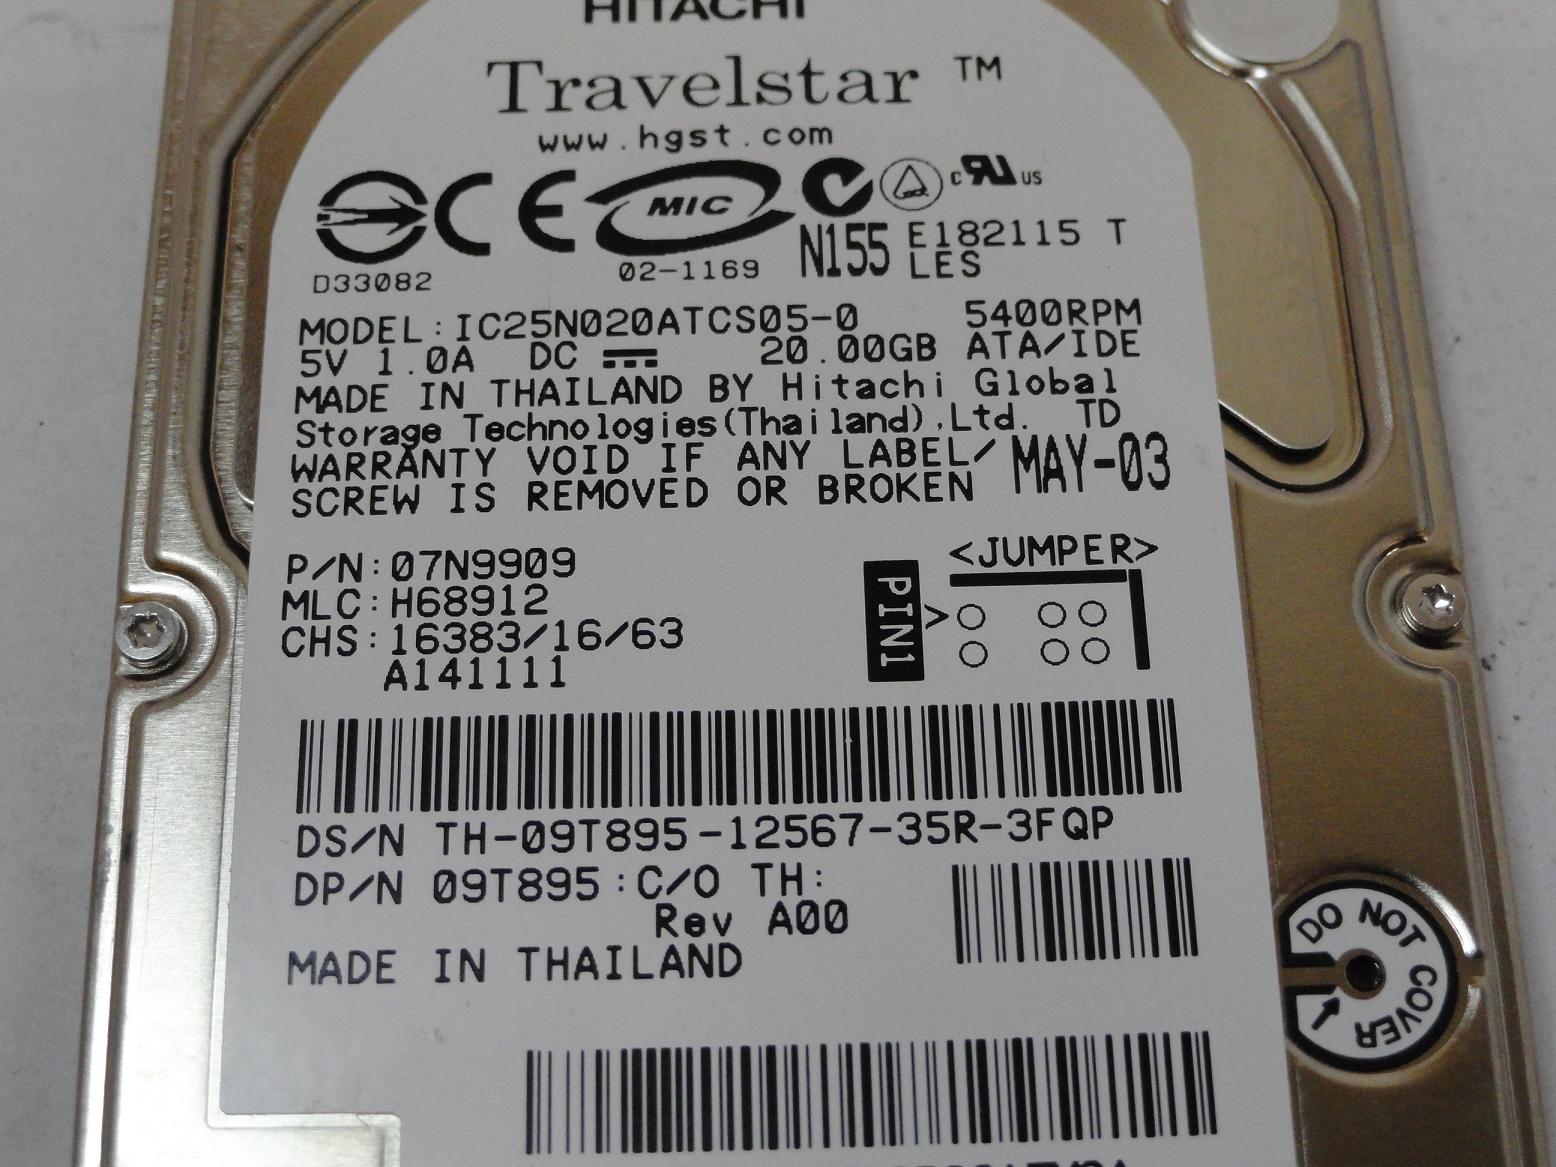 HITACHI
Travelstar ™
www.hgst.com
CE MIC c RU US
N155 E182115 T
D33082 02-1169 LES
MODEL:IC25N020ATCS05-0 5400RPM
5V 1.0A DC 20.00GB ATA/IDE
MADE IN THAILAND BY Hitachi Global
Storage Technologies(Thailand),Ltd. TD
WARRANTY VOID IF ANY LABEL/ MAY-03
SCREW IS REMOVED OR BROKEN
<JUMPER>
PIN1 >
P/N:07N9909
MLC:H68912
CHS:16383/16/63
A141111
DS/N TH-09T895-12567-35R-3FQP
DP/N 09T895:C/O TH:
Rev A00
MADE IN THAILAND
DO NOT COVER